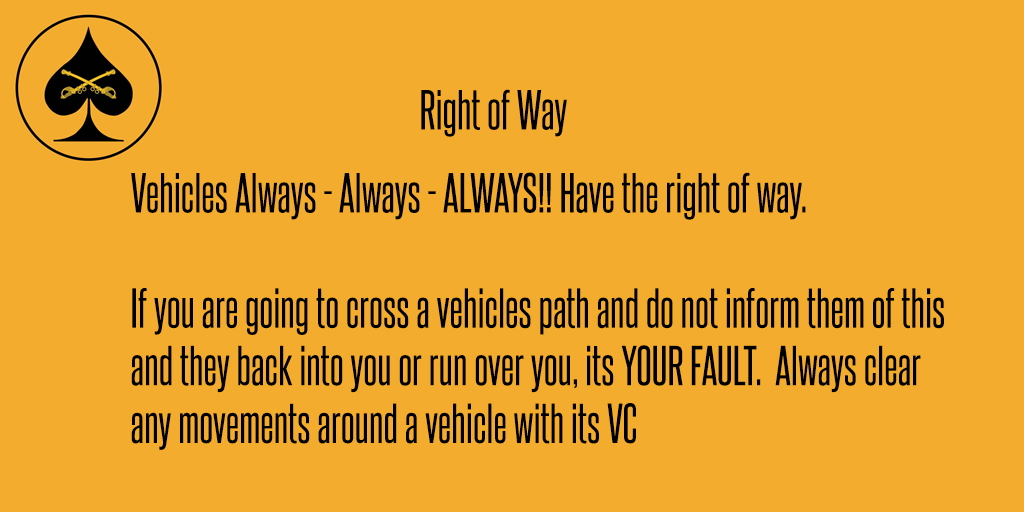 Right of Way
Vehicles Always - Always - ALWAYS!! Have the right of way.
If you are going to cross a vehicles path and do not inform them of this
and they back into you or run over you, its YOUR FAULT.  Always clear
any movements around a vehicle with its VC